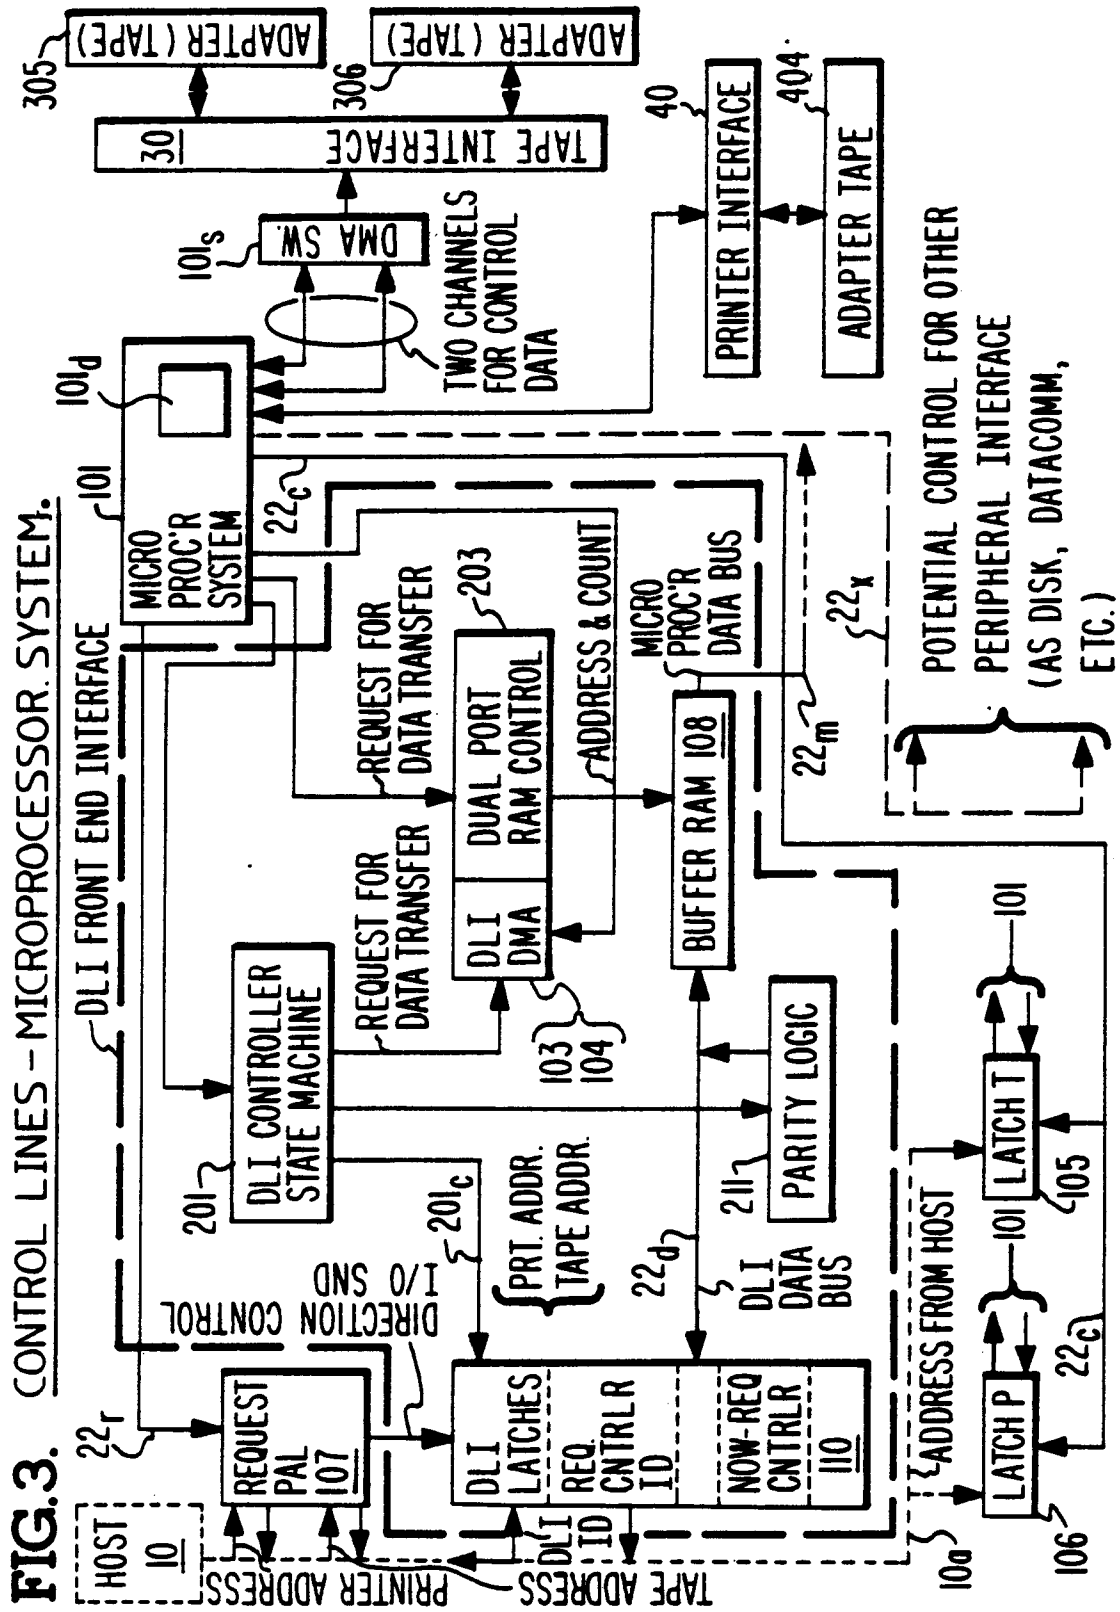 FIG.3. CONTROL LINES – MICROPROCESSOR. SYSTEM.
HOST
10
22r
DLI FRONT END INTERFACE
101
MICRO
PROC'R
SYSTEM
101d
101s
DMA
SW.
TWO CHANNELS
FOR CONTROL
DATA
30
TAPE INTERFACE
305
ADAPTER (TAPE)
306
ADAPTER (TAPE)
PRINTER ADDRESS
TAPE ADDRESS
REQUEST
PAL
107
DIRECTION CONTROL
I/O SND
201
DLI CONTROLLER
STATE MACHINE
201c
PRT. ADDR.
TAPE ADDR.
REQUEST FOR
DATA TRANSFER
REQUEST FOR
DATA TRANSFER
22c
DLI
DMA
DUAL PORT
RAM CONTROL
203
103
104
ADDRESS & COUNT
DLI
LATCHES
REQ.
CNTRLR
ID
NOW-REQ
CNTRLR
110
DLI
ID
22d
DLI
DATA
BUS
BUFFER RAM 108
MICRO
PROC'R
DATA BUS
22m
211
PARITY LOGIC
40
PRINTER INTERFACE
404
ADAPTER TAPE
22x
POTENTIAL CONTROL FOR OTHER
PERIPHERAL INTERFACE
(AS DISK, DATACOMM,
ETC.)
10a
ADDRESS FROM HOST
106
LATCH P
101
22c
105
LATCH T
101